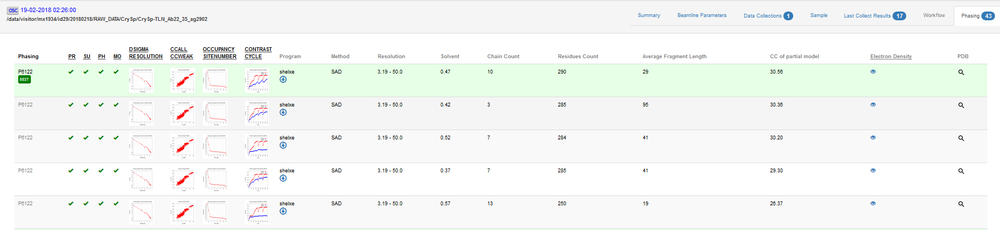 OSC 19-02-2018 02:26:00
/data/visitor/mx1934/id29/20180218/RAW_DATA/CrySp/CrySp-TLN_Ab22_35_ag2902
Summary Beamline Parameters Data Collections 1 Sample Last Collect Results 17 Workflow Phasing 43
Phasing PR SU PH MO DSIGMA RESOLUTION CCALL CCWEAK OCCUPANCY SITENUMBER CONTRAST CYCLE Program Method Resolution Solvent Chain Count Residues Count Average Fragment Length CC of partial model Electron Density PDB
P6122 shelxe SAD 3.19 - 50.0 0.47 10 290 29 30.56
BEST
P6122 shelxe SAD 3.19 - 50.0 0.42 3 285 95 30.36
P6122 shelxe SAD 3.19 - 50.0 0.52 7 284 41 30.20
P6122 shelxe SAD 3.19 - 50.0 0.37 7 285 41 29.30
P6122 shelxe SAD 3.19 - 50.0 0.57 13 250 19 26.37